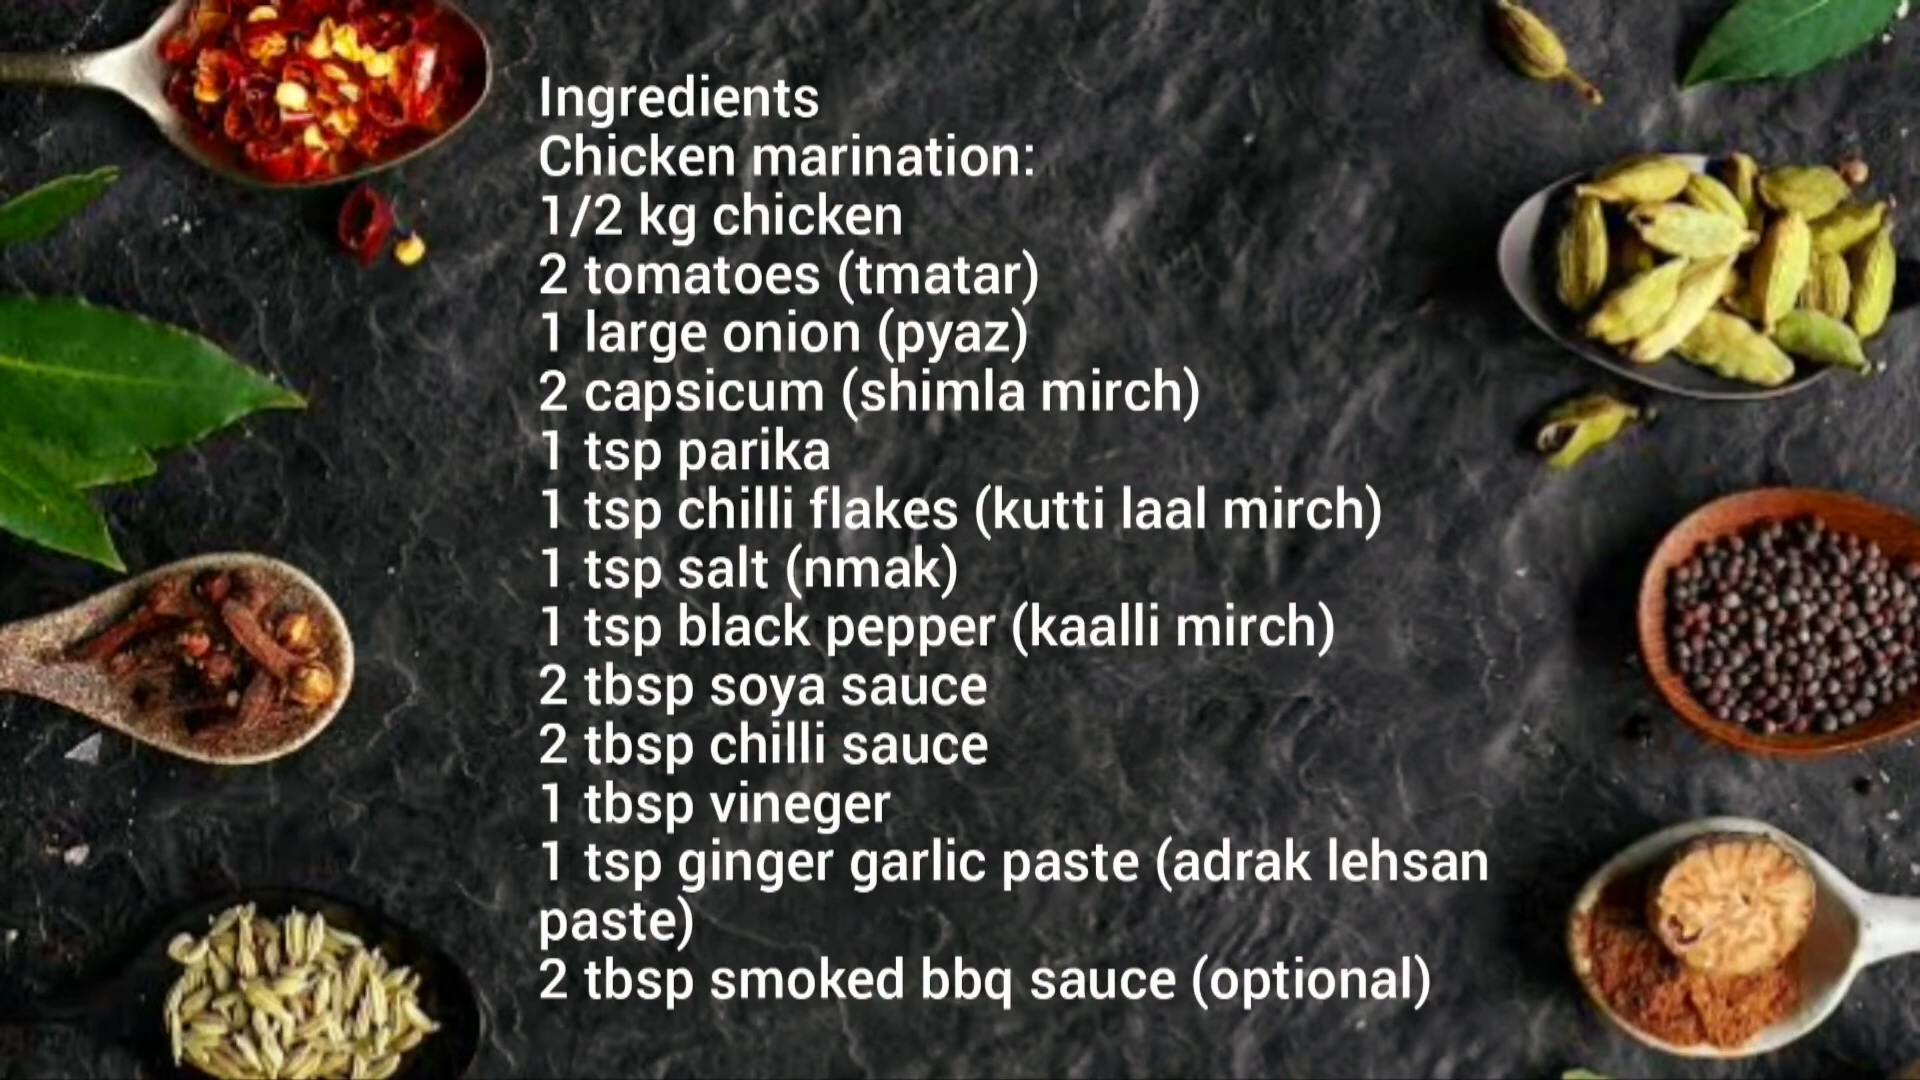 Ingredients
Chicken marination:
1/2 kg chicken
2 tomatoes (tmatar)
1 large onion (pyaz)
2 capsicum (shimla mirch)
1 tsp parika
1 tsp chilli flakes (kutti laal mirch)
1 tsp salt (nmak)
1 tsp black pepper (kaalli mirch)
2 tbsp soya sauce
2 tbsp chilli sauce
1 tbsp vineger
1 tsp ginger garlic paste (adrak lehsan
paste)
2 tbsp smoked bbq sauce (optional)